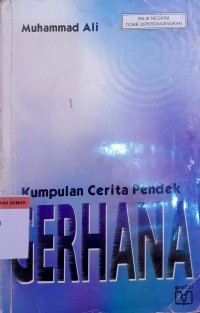 Muhammad Ali
MILIK NEGARA
TIDAK DIPERDAGANGKAN
Kumpulan Cerita Pendek
GERHANA